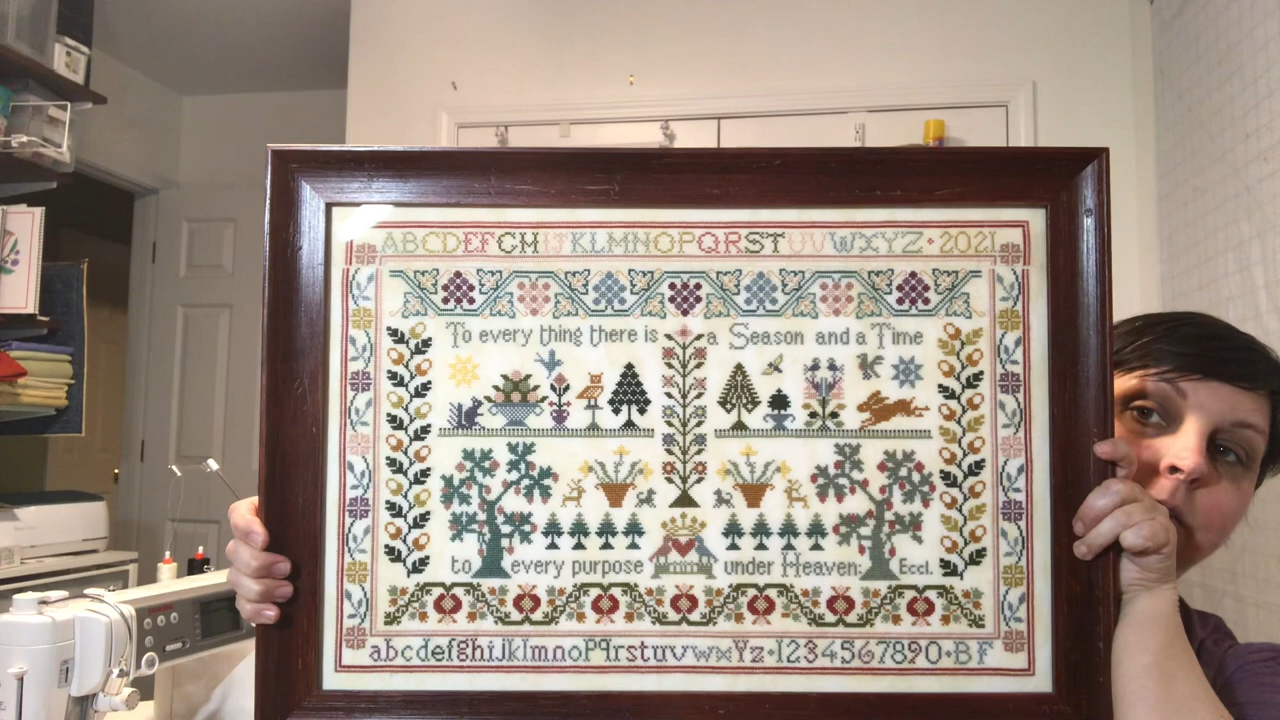 ABCDEFGHIJKLMNOPQRSTUVWXYZ·2021
To every thing there is a Season and a Time
to every purpose under Heaven: Eccl.
abcdefghijklmnopqrstuvwxyz·1234567890·BF